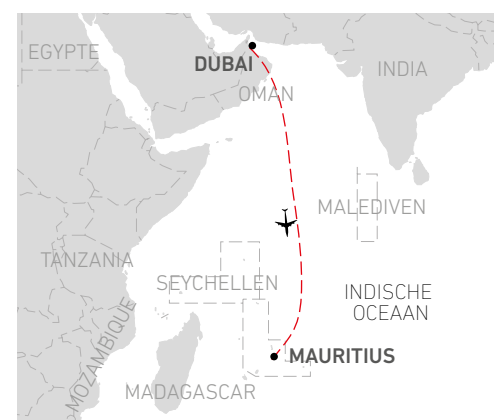 EGYPTE
DUBAI
INDIA
OMAN
MALEDIVEN
TANZANIA
SEYCHELLEN
INDISCHE
OCEAAN
MOZAMBIQUE
MAURITIUS
MADAGASCAR